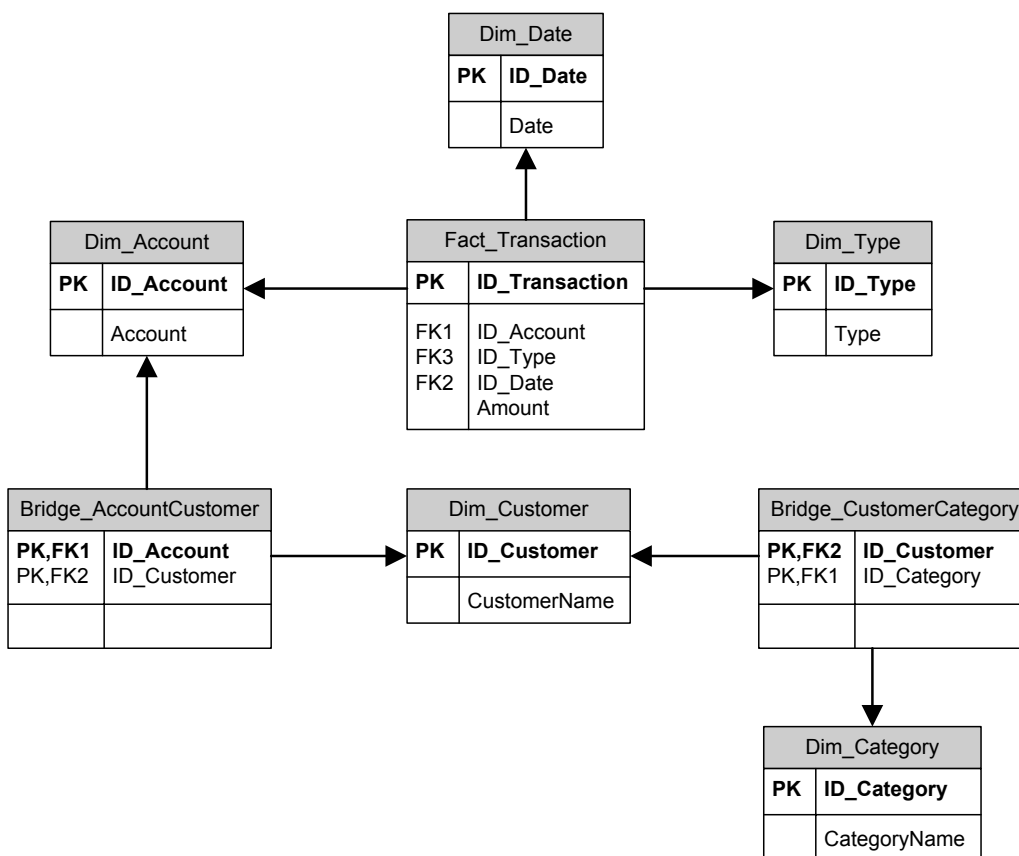 Dim_Date
PK ID_Date
Date
Dim_Account
PK ID_Account
Account
Fact_Transaction
PK ID_Transaction
FK1 ID_Account
FK3 ID_Type
FK2 ID_Date
Amount
Dim_Type
PK ID_Type
Type
Bridge_AccountCustomer
PK,FK1 ID_Account
PK,FK2 ID_Customer
Dim_Customer
PK ID_Customer
CustomerName
Bridge_CustomerCategory
PK,FK2 ID_Customer
PK,FK1 ID_Category
Dim_Category
PK ID_Category
CategoryName